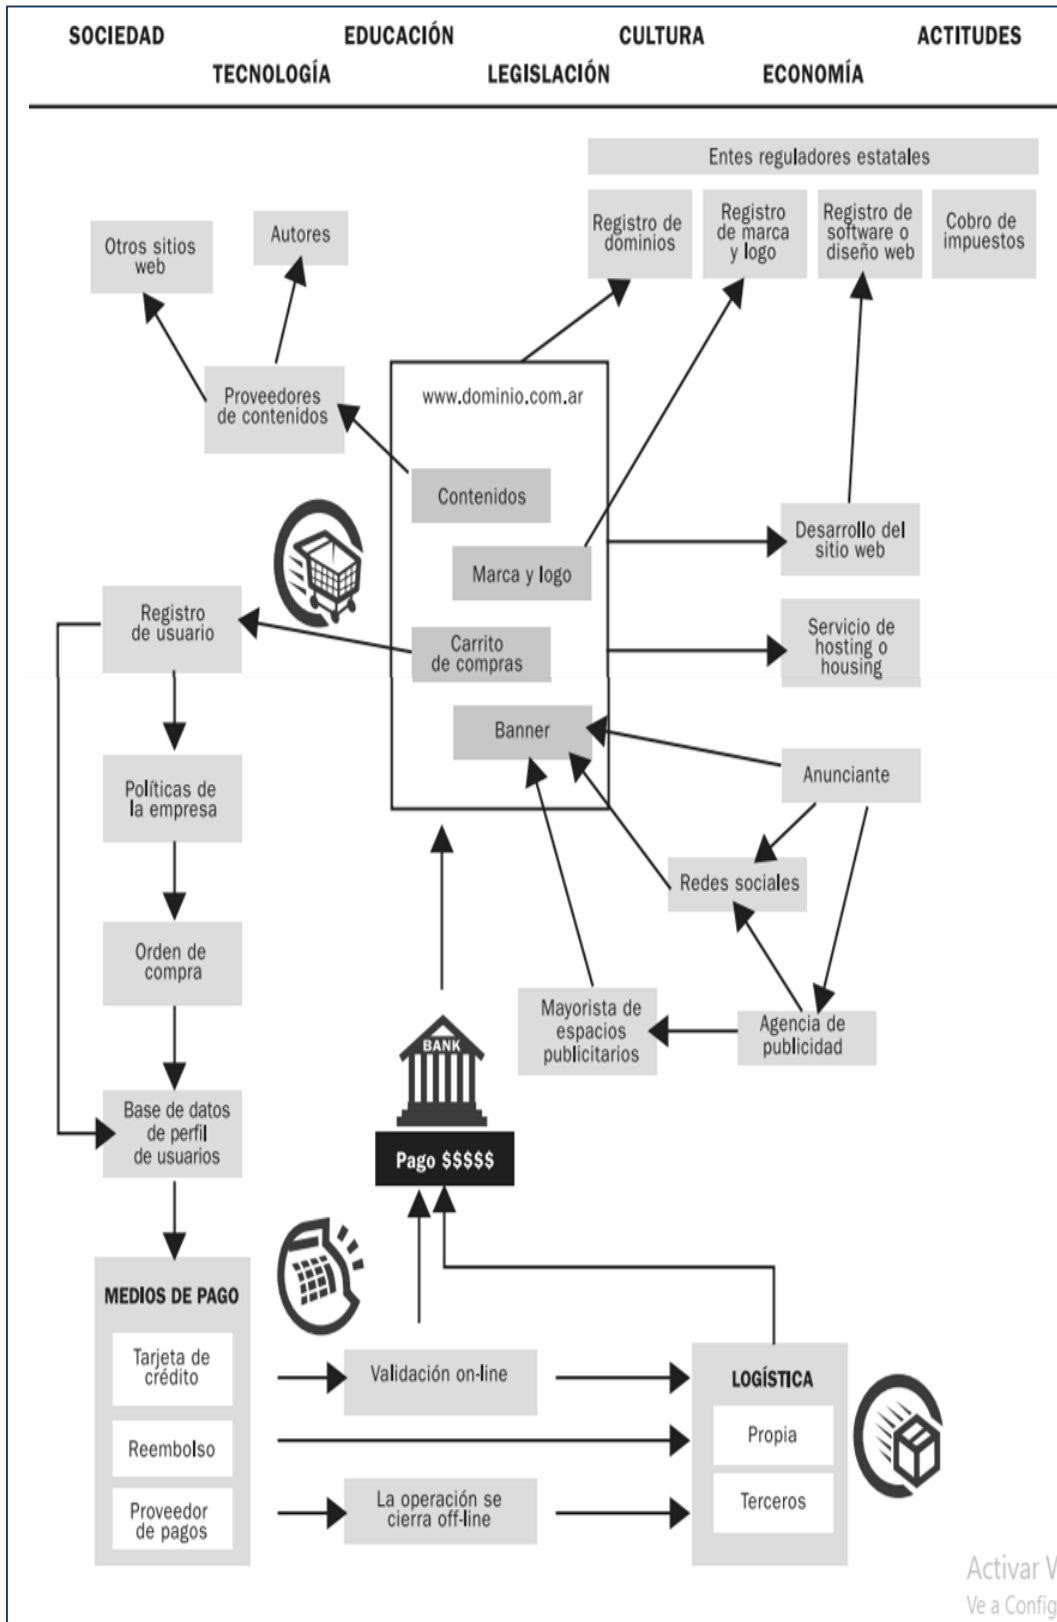 SOCIEDAD
EDUCACIÓN
CULTURA
ACTITUDES
TECNOLOGÍA
LEGISLACIÓN
ECONOMÍA
Entes reguladores estatales
Registro de
dominios
Registro
de marca
y logo
Registro de
software o
diseño web
Cobro de
impuestos
Otros sitios
web
Autores
Proveedores
de contenidos
www.dominio.com.ar
Contenidos
Marca y logo
Carrito
de compras
Banner
Desarrollo del
sitio web
Servicio de
hosting o
housing
Anunciante
Redes sociales
Agencia de
publicidad
Mayorista de
espacios
publicitarios
Registro
de usuario
Políticas de
la empresa
Orden de
compra
Base de datos
de perfil
de usuarios
BANK
Pago $$$$$
MEDIOS DE PAGO
Tarjeta de
crédito
Reembolso
Proveedor
de pagos
Validación on-line
La operación se
cierra off-line
LOGÍSTICA
Propia
Terceros
Activar W
Ve a Config